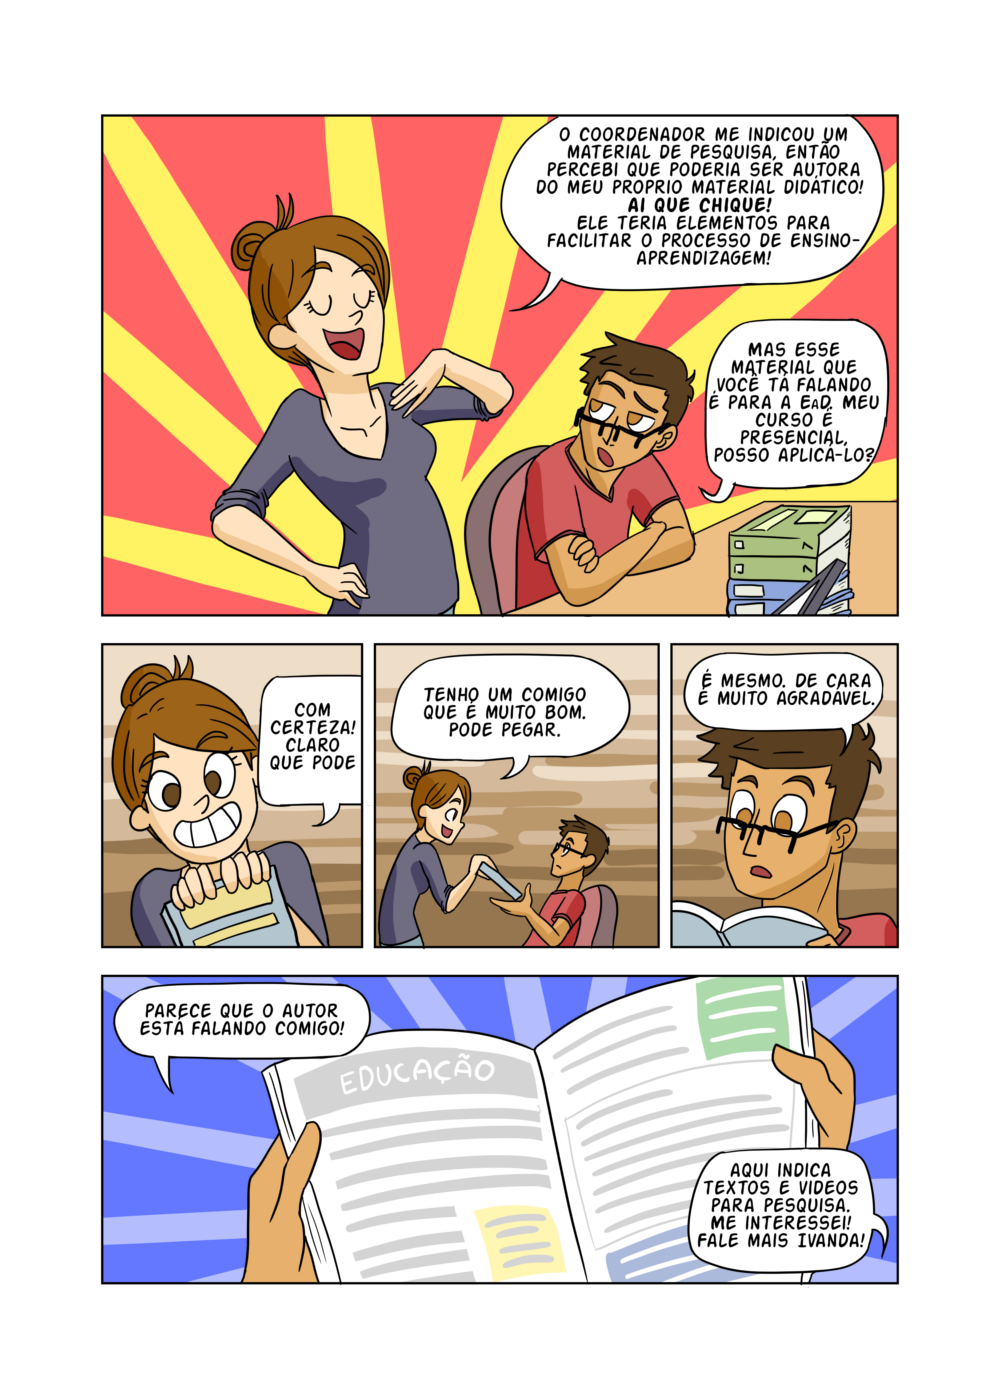 O COORDENADOR ME INDICOU UM
MATERIAL DE PESQUISA, ENTÃO
PERCEBI QUE PODERIA SER AUTORA
DO MEU PROPRIO MATERIAL DIDÁTICO!
AI QUE CHIQUE!
ELE TERIA ELEMENTOS PARA
FACILITAR O PROCESSO DE ENSINO-
APRENDIZAGEM!
MAS ESSE
MATERIAL QUE
VOCÊ TÁ FALANDO
É PARA A EaD. MEU
CURSO É
PRESENCIAL,
POSSO APLICÁ-LO?
7
7
COM
CERTEZA!
CLARO
QUE PODE
TENHO UM COMIGO
QUE É MUITO BOM.
PODE PEGAR.
É MESMO. DE CARA
É MUITO AGRADÁVEL.
PARECE QUE O AUTOR
ESTÁ FALANDO COMIGO!
EDUCAÇÃO
AQUI INDICA
TEXTOS E VIDEOS
PARA PESQUISA.
ME INTERESSEI!
FALE MAIS IVANDA!